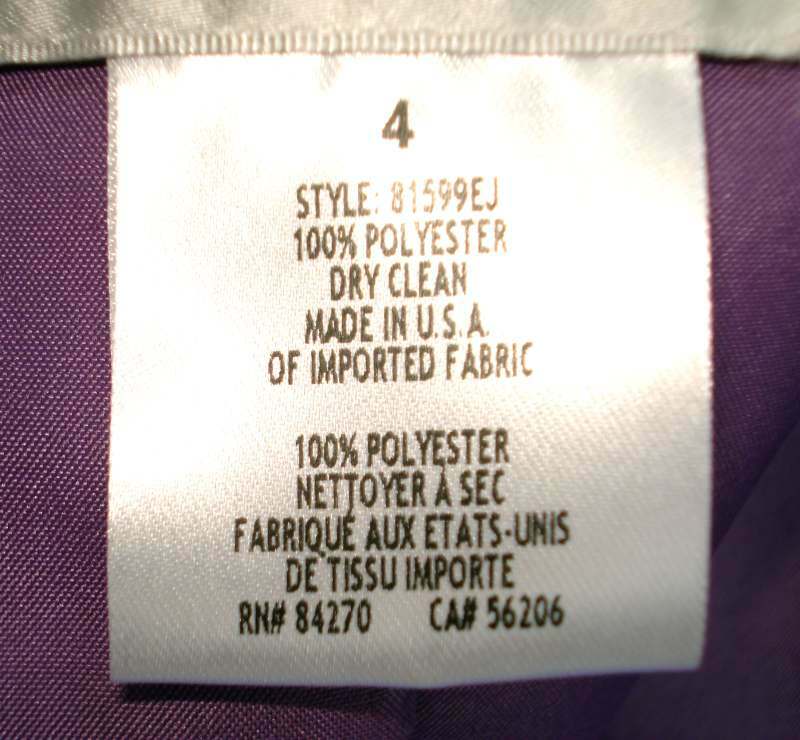 4
STYLE: 81599EJ
100% POLYESTER
DRY CLEAN
MADE IN U.S.A.
OF IMPORTED FABRIC
100% POLYESTER
NETTOYER À SEC
FABRIQUÉ AUX ETATS-UNIS
DE TISSU IMPORTE
RN# 84270 CA# 56206